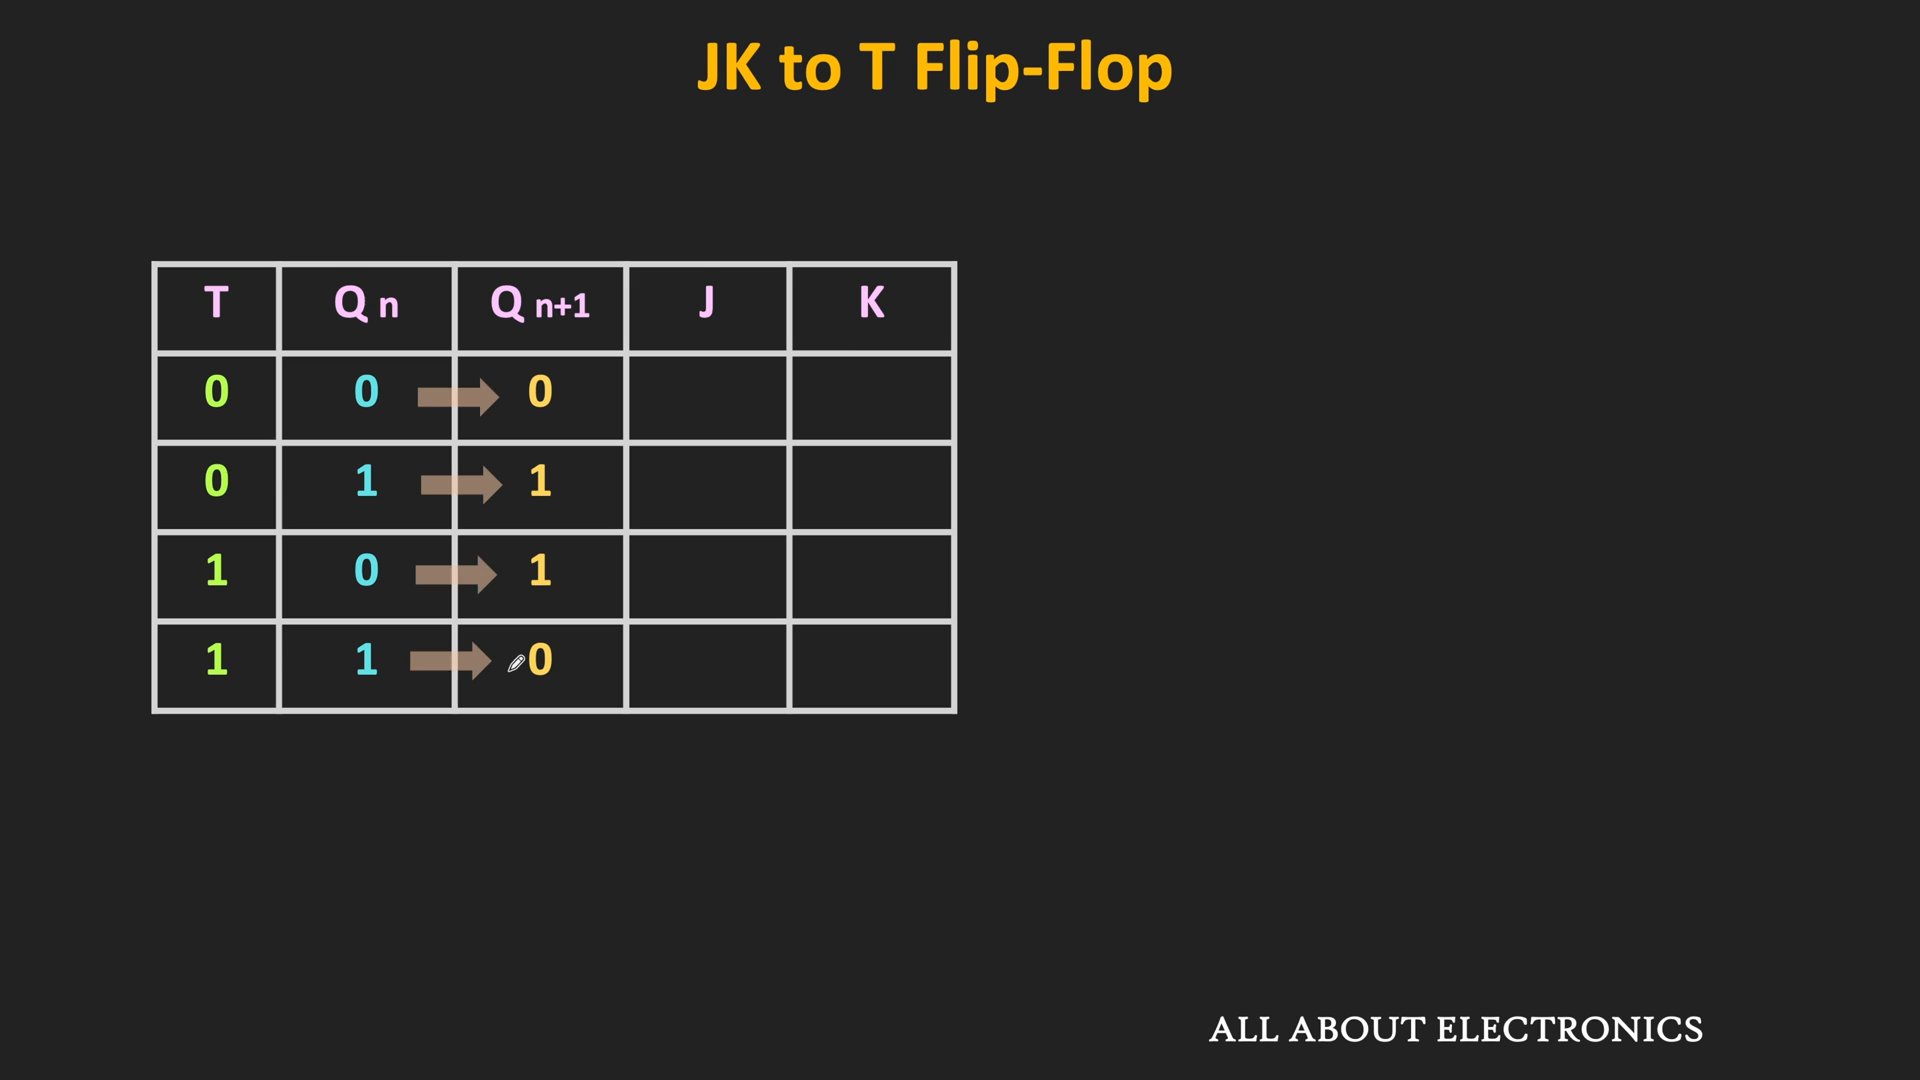 JK to T Flip-Flop
T Q n Q n+1 J K
0 0 0
0 1 1
1 0 1
1 1 0
ALL ABOUT ELECTRONICS